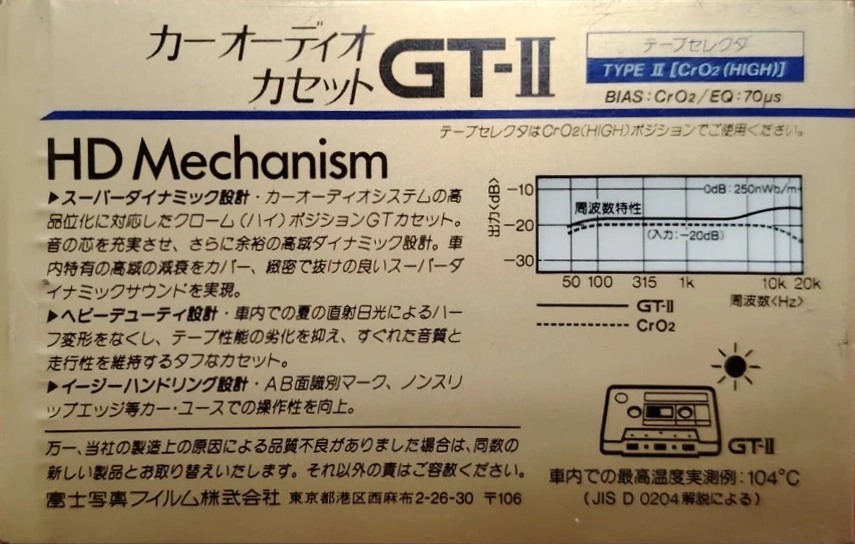 カーオーディオ
カセット GT-II
テープセレクタ
TYPE II [CrO2 (HIGH)]
BIAS : CrO2 / EQ : 70μs
テープセレクタはCrO2(HIGH)ポジションでご使用ください。
HD Mechanism
▶スーパーダイナミック設計・カーオーディオシステムの高
品位化に対応したクローム(ハイ)ポジションGTカセット。
音の芯を充実させ、さらに余裕の高域ダイナミック設計。車
内特有の高域の減衰をカバー、緻密で抜けの良いスーパーダ
イナミックサウンドを実現。
▶ヘビーデューティ設計・車内での夏の直射日光によるハー
フ変形をなくし、テープ性能の劣化を抑え、すぐれた音質と
走行性を維持するタフなカセット。
▶イージーハンドリング設計・AB面識別マーク、ノンスリ
ップエッジ等カー・ユースでの操作性を向上。
出力<dB>
-10
-20
-30
0dB : 250nWb/m
周波数特性
(入力: -20dB)
50 100 315 1k 10k 20k
周波数<Hz>
GT-II
CrO2
GT-II
車内での最高温度実測例: 104°C
(JIS D 0204 解説による)
万一、当社の製造上の原因による品質不良がありました場合は、同数の
新しい製品とお取り替えいたします。それ以外の責はご容赦ください。
富士写真フイルム株式会社 東京都港区西麻布2-26-30 〒106